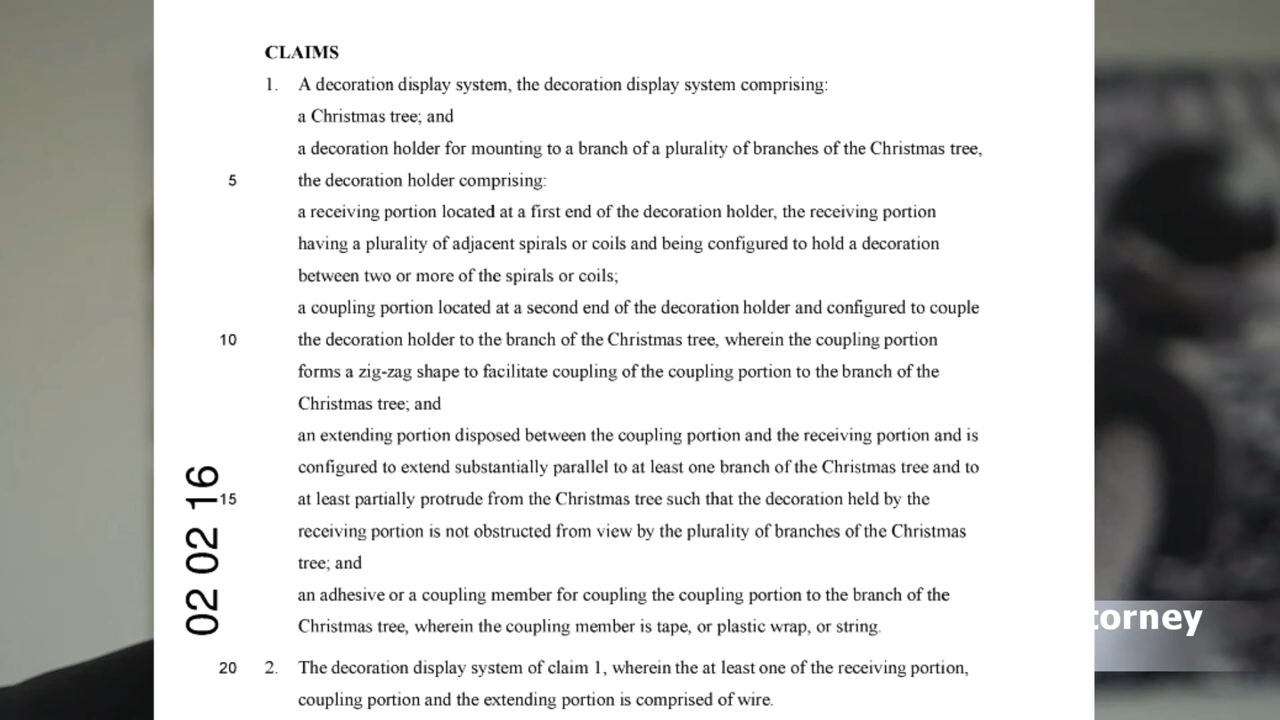 CLAIMS
1. A decoration display system, the decoration display system comprising:
a Christmas tree; and
a decoration holder for mounting to a branch of a plurality of branches of the Christmas tree,
5 the decoration holder comprising:
a receiving portion located at a first end of the decoration holder, the receiving portion
having a plurality of adjacent spirals or coils and being configured to hold a decoration
between two or more of the spirals or coils;
a coupling portion located at a second end of the decoration holder and configured to couple
10 the decoration holder to the branch of the Christmas tree, wherein the coupling portion
forms a zig-zag shape to facilitate coupling of the coupling portion to the branch of the
Christmas tree; and
an extending portion disposed between the coupling portion and the receiving portion and is
configured to extend substantially parallel to at least one branch of the Christmas tree and to
15 at least partially protrude from the Christmas tree such that the decoration held by the
receiving portion is not obstructed from view by the plurality of branches of the Christmas
tree; and
an adhesive or a coupling member for coupling the coupling portion to the branch of the
Christmas tree, wherein the coupling member is tape, or plastic wrap, or string.
20 2. The decoration display system of claim 1, wherein the at least one of the receiving portion,
coupling portion and the extending portion is comprised of wire.
02 02 16
torney